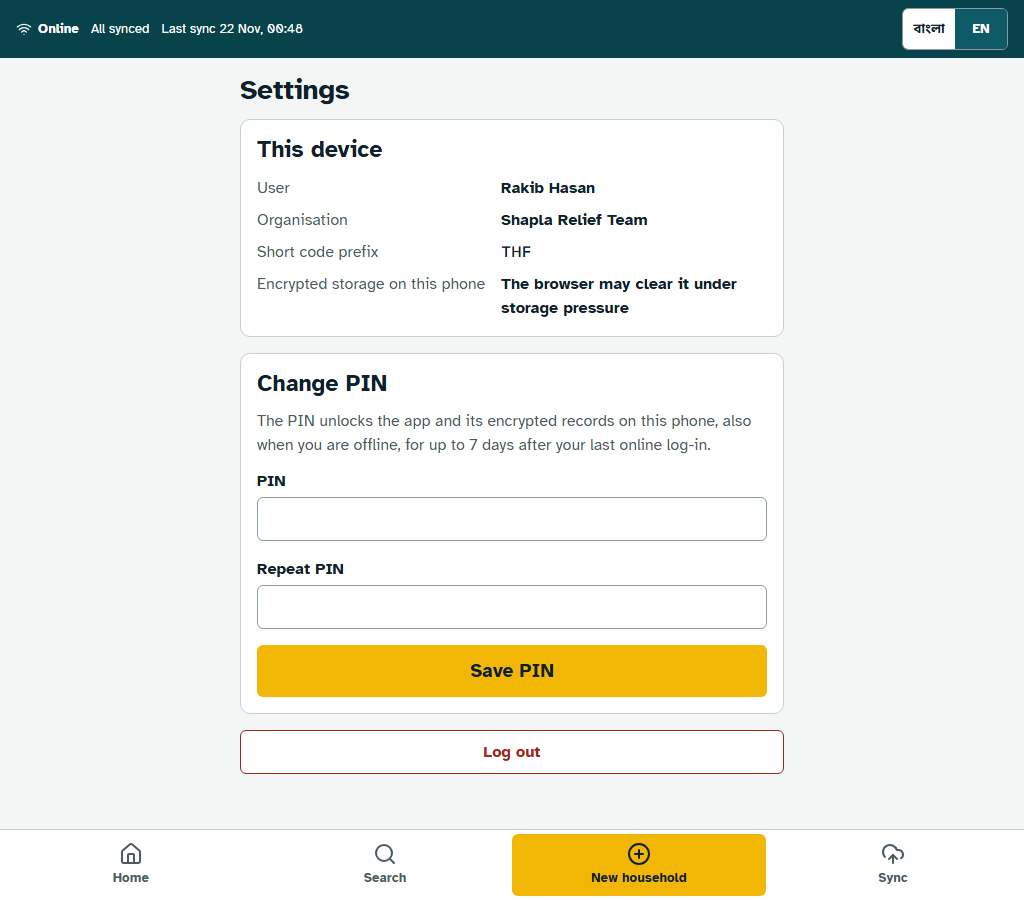 Online All synced Last sync 22 Nov, 00:48
বাংলা EN
Settings
This device
User Rakib Hasan
Organisation Shapla Relief Team
Short code prefix THF
Encrypted storage on this phone The browser may clear it under
storage pressure
Change PIN
The PIN unlocks the app and its encrypted records on this phone, also
when you are offline, for up to 7 days after your last online log-in.
PIN
Repeat PIN
Save PIN
Log out
Home Search New household Sync